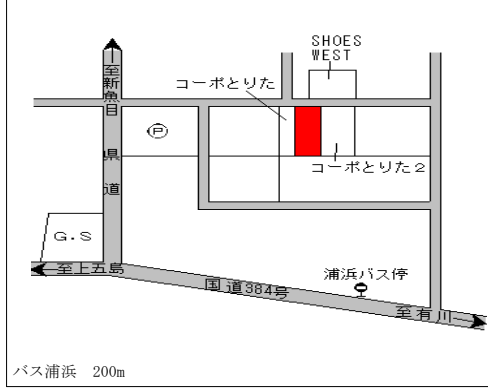 SHOES
WEST
至新魚目
コーポとりた
Ⓟ
県道
コーポとりた２
G.S
至上五島
国道384号
浦浜バス停
至有川
バス浦浜 200m